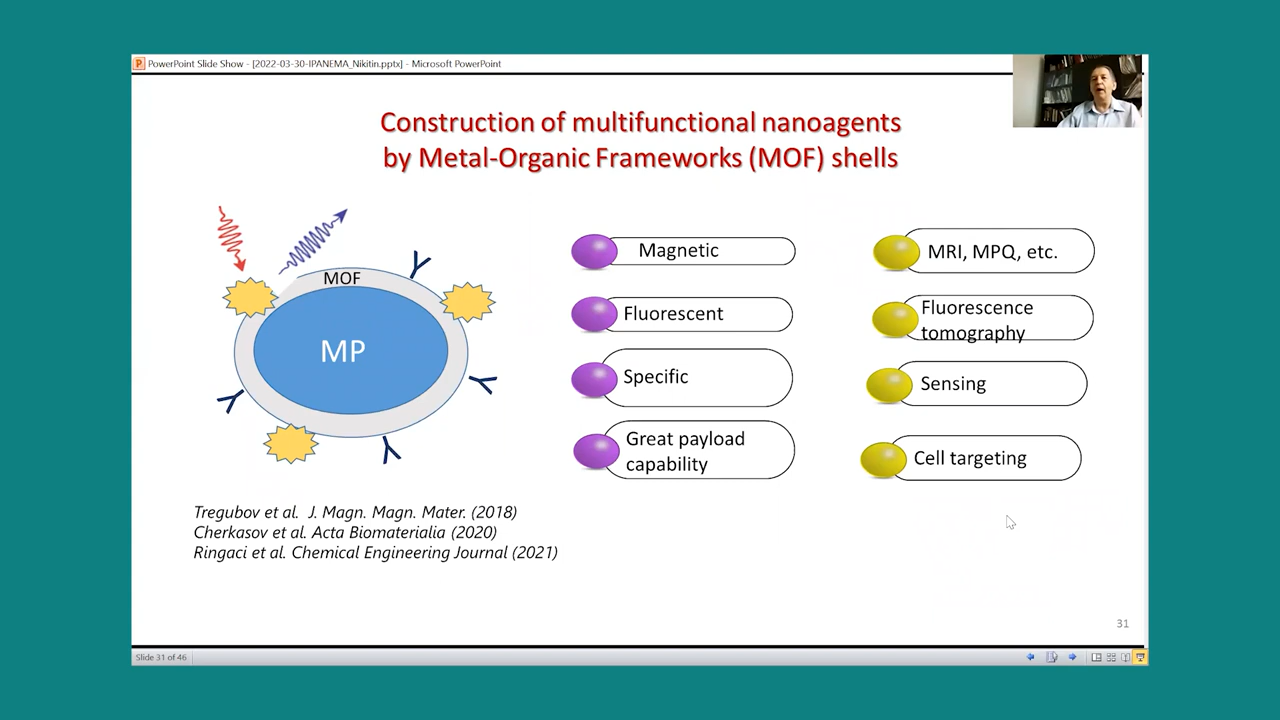 PowerPoint Slide Show - [2022-03-30-IPANEMA_Nikitin.pptx] - Microsoft PowerPoint
Construction of multifunctional nanoagents
by Metal-Organic Frameworks (MOF) shells
MOF
MP
Magnetic
Fluorescent
Specific
Great payload
capability
MRI, MPQ, etc.
Fluorescence
tomography
Sensing
Cell targeting
Tregubov et al. J. Magn. Magn. Mater. (2018)
Cherkasov et al. Acta Biomaterialia (2020)
Ringaci et al. Chemical Engineering Journal (2021)
31
Slide 31 of 46